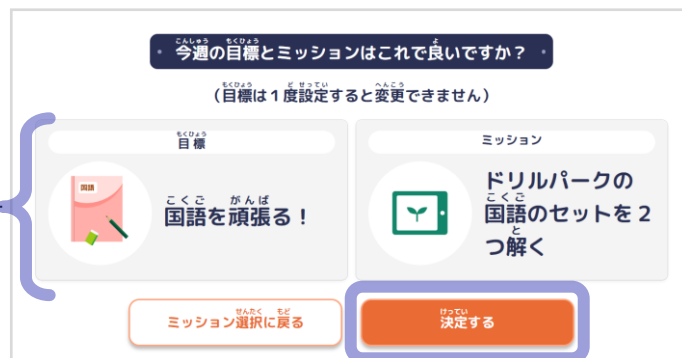 今週の目標とミッションはこれで良いですか？
（目標は１度設定すると変更できません）
目標
国語
国語を頑張る！
ミッション
ドリルパークの
国語のセットを２
つ解く
ミッション選択に戻る
決定する